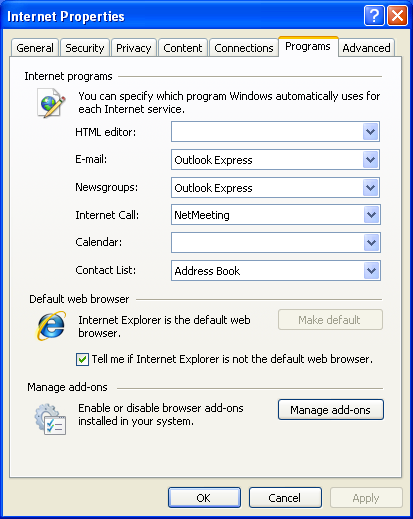 Internet Properties
General Security Privacy Content Connections Programs Advanced
Internet programs
You can specify which program Windows automatically uses for
each Internet service.
HTML editor:
E-mail: Outlook Express
Newsgroups: Outlook Express
Internet Call: NetMeeting
Calendar:
Contact List: Address Book
Default web browser
Internet Explorer is the default web
browser.
Make default
Tell me if Internet Explorer is not the default web browser.
Manage add-ons
Enable or disable browser add-ons
installed in your system.
Manage add-ons
OK Cancel Apply